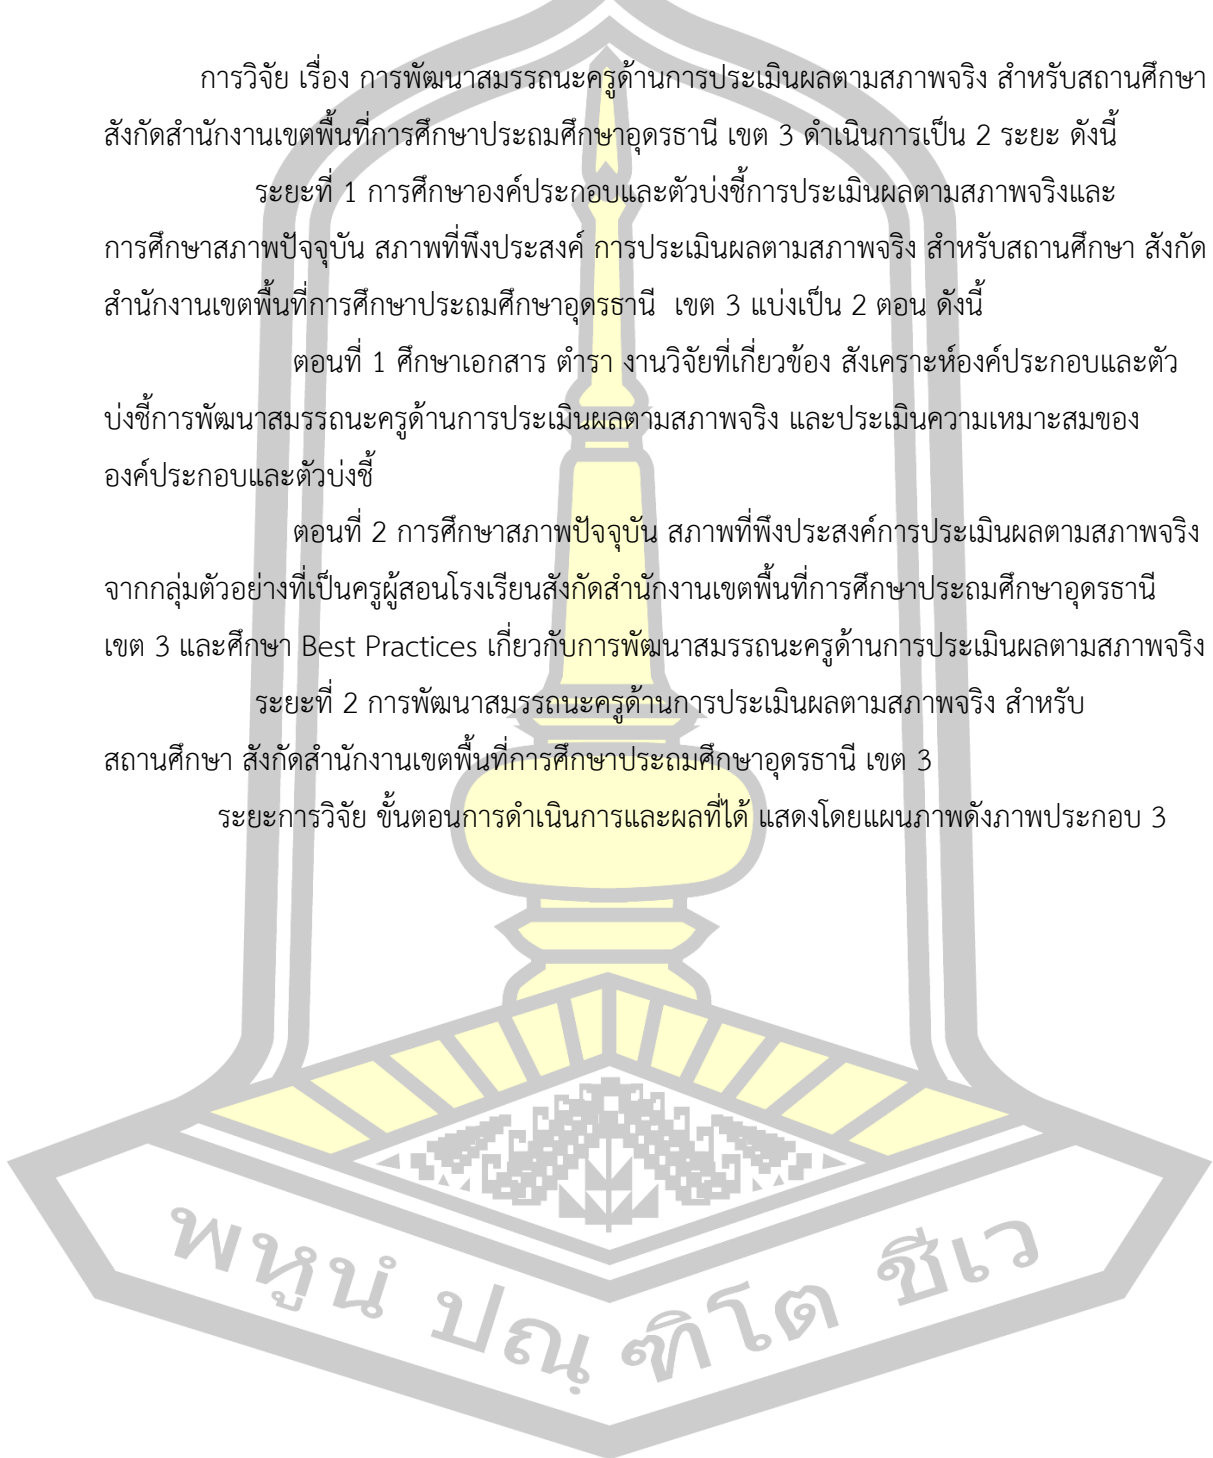 การวิจัย เรื่อง การพัฒนาสมรรถนะครูด้านการประเมินผลตามสภาพจริง สำหรับสถานศึกษา
สังกัดสำนักงานเขตพื้นที่การศึกษาประถมศึกษาอุดรธานี เขต 3 ดำเนินการเป็น 2 ระยะ ดังนี้
ระยะที่ 1 การศึกษาองค์ประกอบและตัวบ่งชี้การประเมินผลตามสภาพจริงและ
การศึกษาสภาพปัจจุบัน สภาพที่พึงประสงค์ การประเมินผลตามสภาพจริง สำหรับสถานศึกษา สังกัด
สำนักงานเขตพื้นที่การศึกษาประถมศึกษาอุดรธานี เขต 3 แบ่งเป็น 2 ตอน ดังนี้
ตอนที่ 1 ศึกษาเอกสาร ตำรา งานวิจัยที่เกี่ยวข้อง สังเคราะห์องค์ประกอบและตัว
บ่งชี้การพัฒนาสมรรถนะครูด้านการประเมินผลตามสภาพจริง และประเมินความเหมาะสมของ
องค์ประกอบและตัวบ่งชี้
ตอนที่ 2 การศึกษาสภาพปัจจุบัน สภาพที่พึงประสงค์การประเมินผลตามสภาพจริง
จากกลุ่มตัวอย่างที่เป็นครูผู้สอนโรงเรียนสังกัดสำนักงานเขตพื้นที่การศึกษาประถมศึกษาอุดรธานี
เขต 3 และศึกษา Best Practices เกี่ยวกับการพัฒนาสมรรถนะครูด้านการประเมินผลตามสภาพจริง
ระยะที่ 2 การพัฒนาสมรรถนะครูด้านการประเมินผลตามสภาพจริง สำหรับ
สถานศึกษา สังกัดสำนักงานเขตพื้นที่การศึกษาประถมศึกษาอุดรธานี เขต 3
ระยะการวิจัย ขั้นตอนการดำเนินการและผลที่ได้ แสดงโดยแผนภาพดังภาพประกอบ 3
พหูนํ ปณฺฑิโต ชีเว